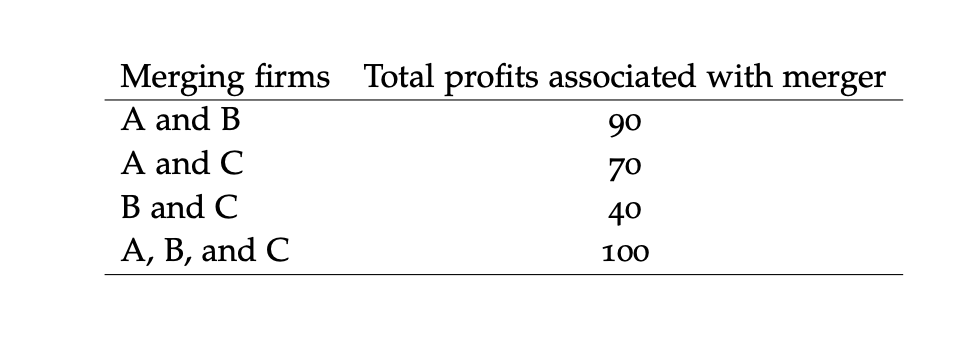 Merging firms Total profits associated with merger
A and B 90
A and C 70
B and C 40
A, B, and C 100